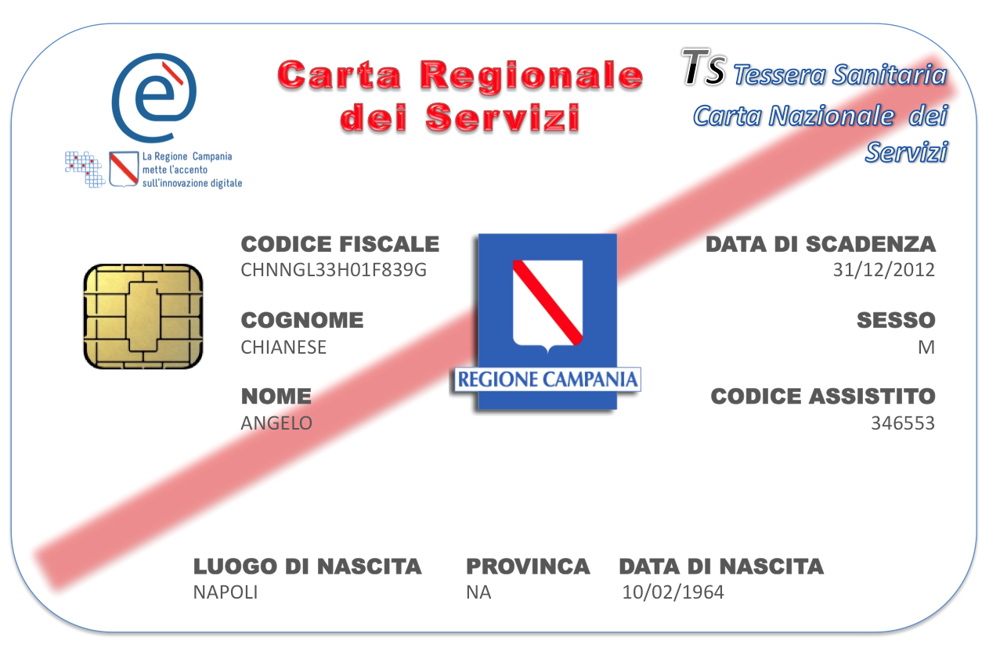 è
La Regione Campania
mette l'accento
sull'innovazione digitale
Carta Regionale
dei Servizi
TS Tessera Sanitaria
Carta Nazionale dei
Servizi
CODICE FISCALE
CHNNGL33H01F839G
COGNOME
CHIANESE
NOME
ANGELO
REGIONE CAMPANIA
DATA DI SCADENZA
31/12/2012
SESSO
M
CODICE ASSISTITO
346553
LUOGO DI NASCITA
NAPOLI
PROVINCA
NA
DATA DI NASCITA
10/02/1964